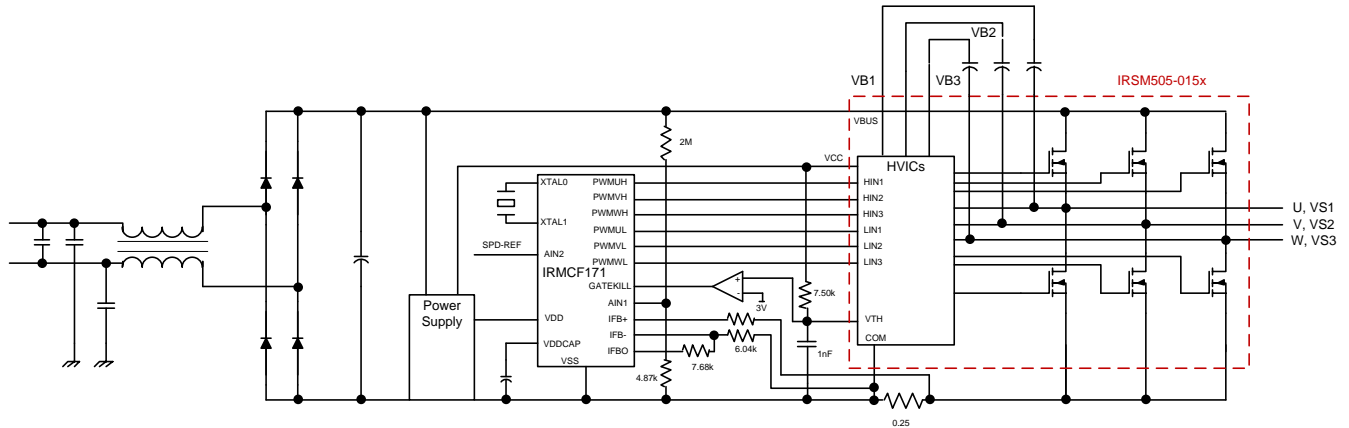 VB2
VB1
VB3
IRSM505-015x
VBUS
2M
VCC
HVICs
XTAL0
PWMUH
HIN1
PWMVH
HIN2
PWMWH
HIN3
XTAL1
PWMUL
LIN1
SPD-REF
AIN2
PWMVL
LIN2
PWMWL
LIN3
IRMCF171
GATEKILL
+
-
3V
7.50k
U, VS1
V, VS2
W, VS3
Power
Supply
AIN1
VDD
IFB+
VTH
IFB-
COM
VDDCAP
IFBO
6.04k
1nF
VSS
7.68k
4.87k
0.25